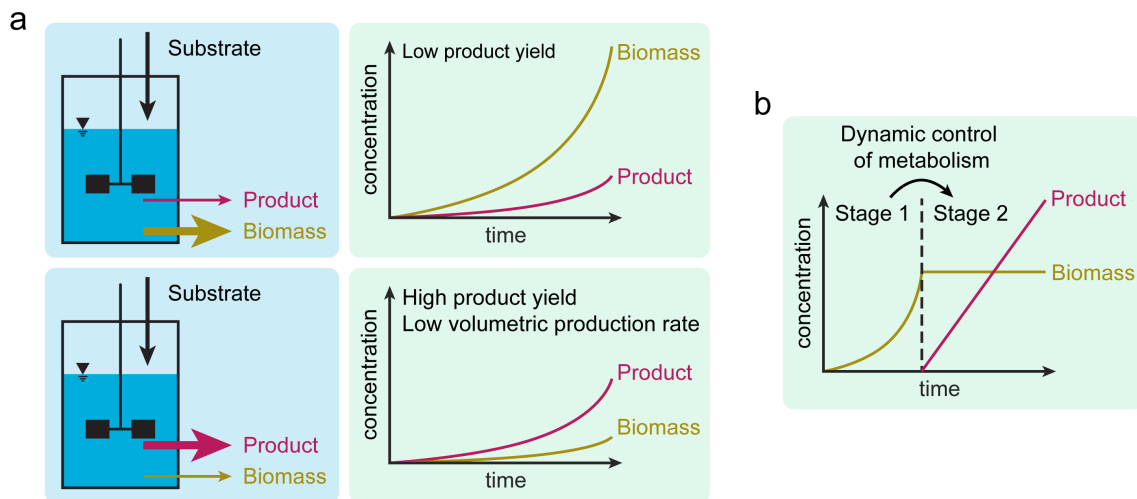 a
Substrate
Product
Biomass
Low product yield
concentration
Biomass
Product
time
Substrate
Product
Biomass
High product yield
Low volumetric production rate
concentration
Product
Biomass
time
b
Dynamic control
of metabolism
Stage 1
Stage 2
Product
Biomass
concentration
time